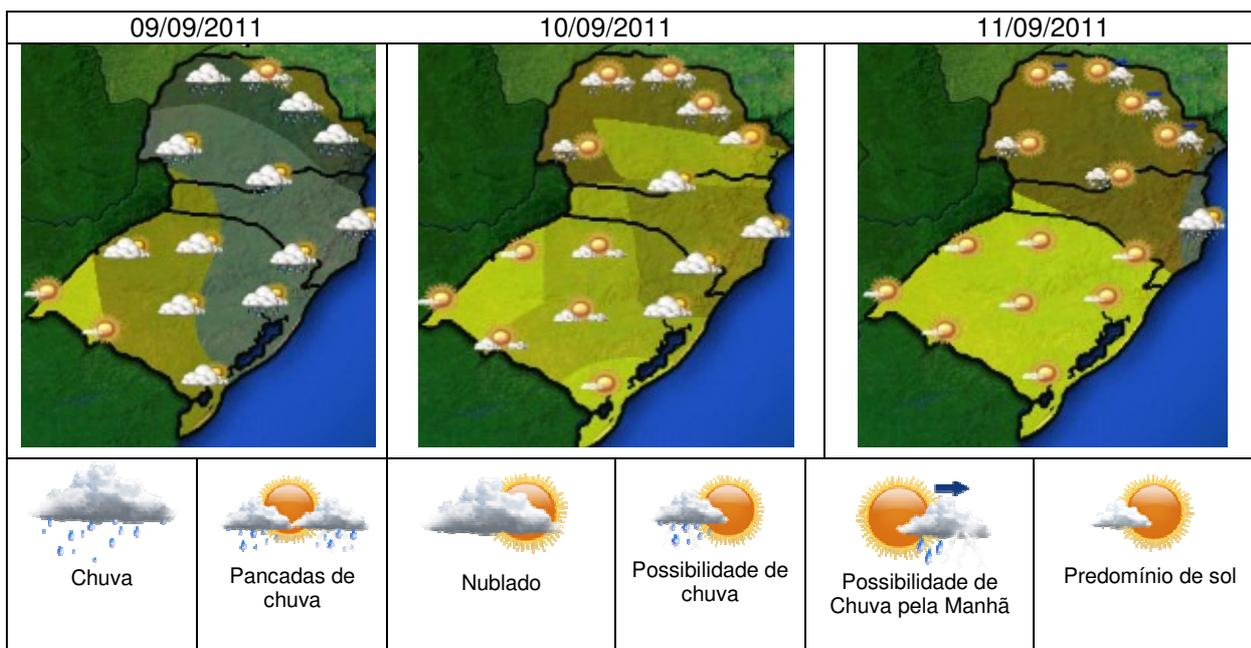 09/09/2011
10/09/2011
11/09/2011
Chuva
Pancadas de
chuva
Nublado
Possibilidade de
chuva
Possibilidade de
Chuva pela Manhã
Predomínio de sol